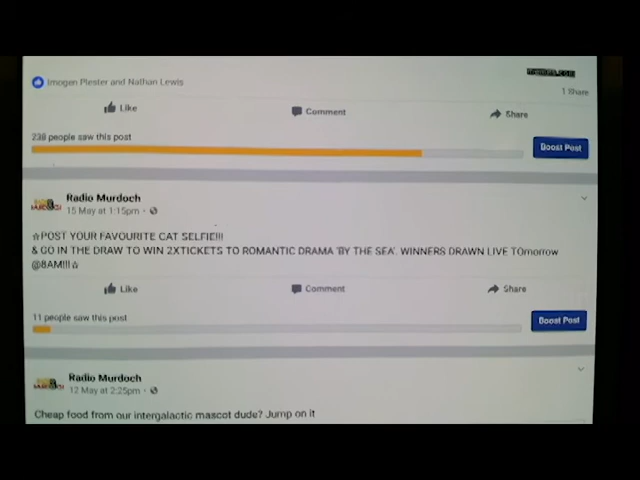 Imogen Plester and Nathan Lewis
1 Share
Like Comment Share
238 people saw this post
Boost Post
Radio Murdoch
15 May at 1:15pm
☆POST YOUR FAVOURITE CAT SELFIE!!!
& GO IN THE DRAW TO WIN 2XTICKETS TO ROMANTIC DRAMA 'BY THE SEA'. WINNERS DRAWN LIVE TOmorrow
@8AM!!!☆
Like Comment Share
11 people saw this post
Boost Post
Radio Murdoch
12 May at 2:25pm
Cheap food from our intergalactic mascot dude? Jump on it